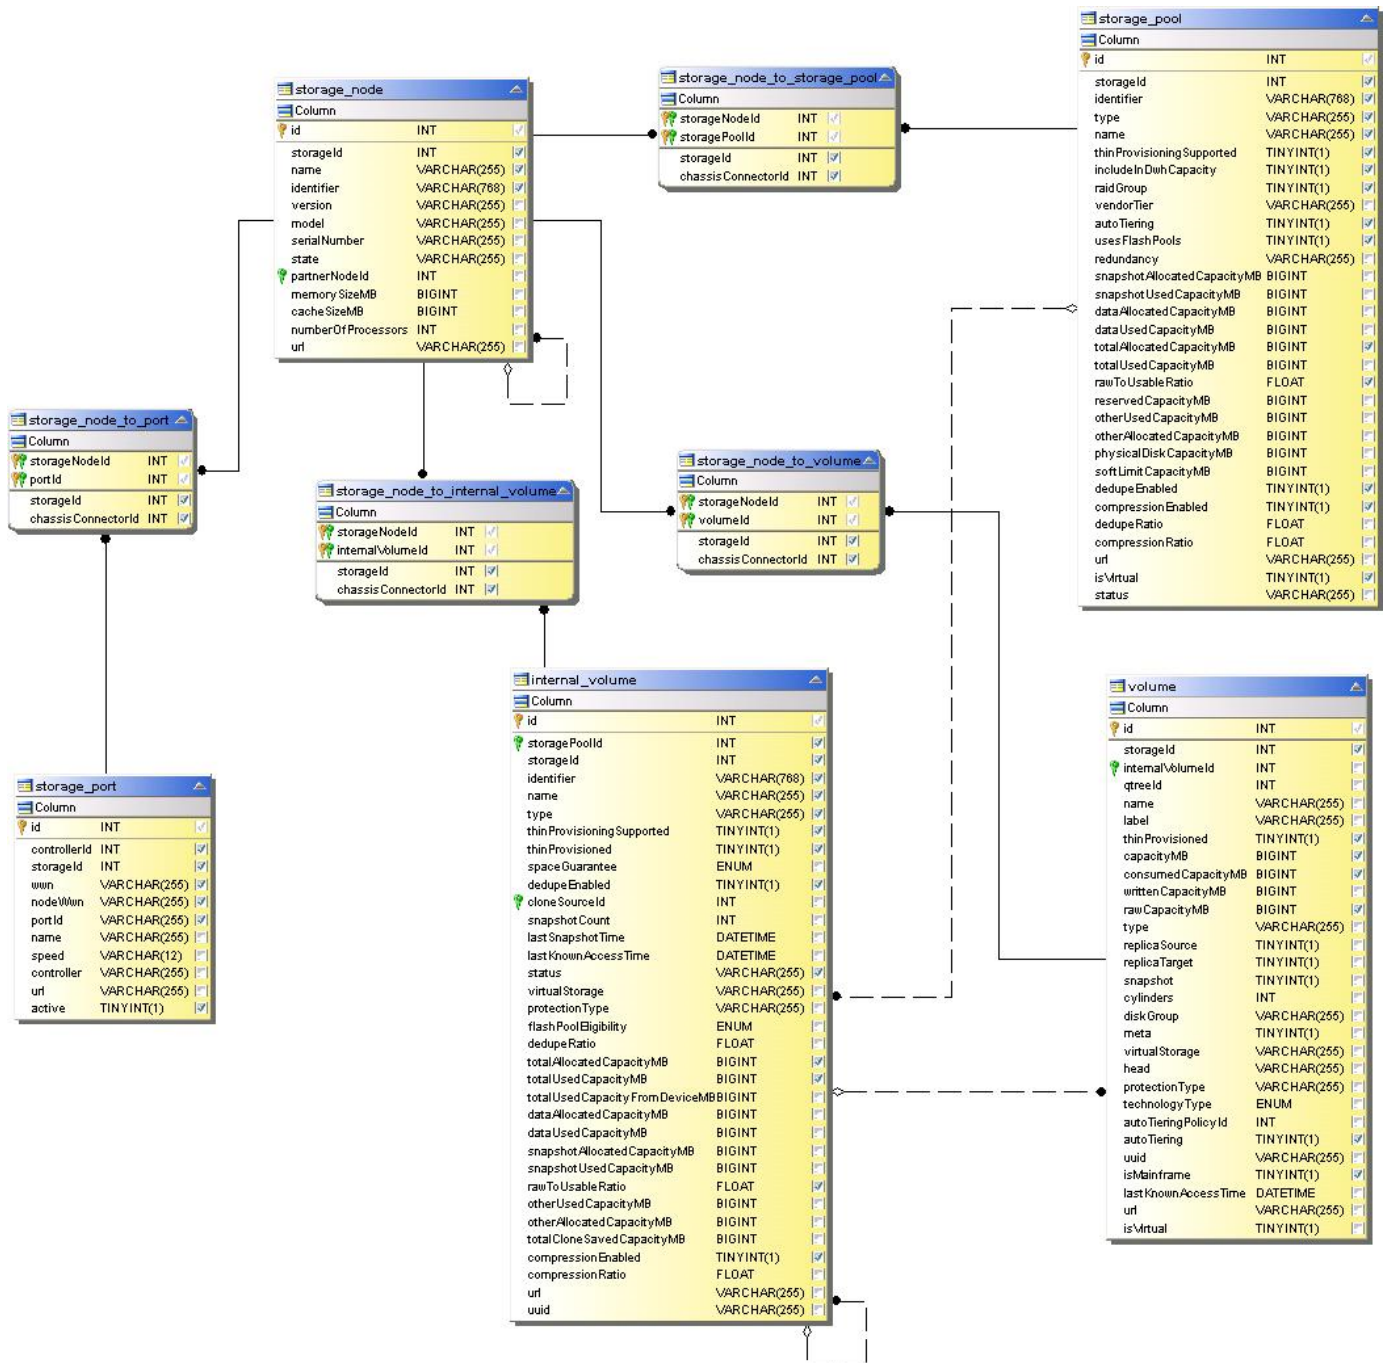 storage_pool
Column
id INT
storageId INT
identifier VARCHAR(768)
type VARCHAR(255)
name VARCHAR(255)
thinProvisioningSupported TINYINT(1)
includeInDwhCapacity TINYINT(1)
raidGroup TINYINT(1)
vendorTier VARCHAR(255)
autoTiering TINYINT(1)
usesFlashPools TINYINT(1)
redundancy VARCHAR(255)
snapshotAllocatedCapacityMB BIGINT
snapshotUsedCapacityMB BIGINT
dataAllocatedCapacityMB BIGINT
dataUsedCapacityMB BIGINT
totalAllocatedCapacityMB BIGINT
totalUsedCapacityMB BIGINT
rawToUsableRatio FLOAT
reservedCapacityMB BIGINT
otherUsedCapacityMB BIGINT
otherAllocatedCapacityMB BIGINT
physicalDiskCapacityMB BIGINT
softLimitCapacityMB BIGINT
dedupeEnabled TINYINT(1)
compressionEnabled TINYINT(1)
dedupeRatio FLOAT
compressionRatio FLOAT
url VARCHAR(255)
isVirtual TINYINT(1)
status VARCHAR(255)
storage_node_to_storage_pool
Column
storageNodeId INT
storagePoolId INT
storageId INT
chassisConnectorId INT
storage_node
Column
id INT
storageId INT
name VARCHAR(255)
identifier VARCHAR(768)
version VARCHAR(255)
model VARCHAR(255)
serialNumber VARCHAR(255)
state VARCHAR(255)
partnerNodeId INT
memorySizeMB BIGINT
cacheSizeMB BIGINT
numberOfProcessors INT
url VARCHAR(255)
storage_node_to_port
Column
storageNodeId INT
portId INT
storageId INT
chassisConnectorId INT
storage_node_to_internal_volume
Column
storageNodeId INT
internalVolumeId INT
storageId INT
chassisConnectorId INT
storage_node_to_volume
Column
storageNodeId INT
volumeId INT
storageId INT
chassisConnectorId INT
storage_port
Column
id INT
controllerId INT
storageId INT
wwn VARCHAR(255)
nodeWwn VARCHAR(255)
portId VARCHAR(255)
name VARCHAR(255)
speed VARCHAR(12)
controller VARCHAR(255)
url VARCHAR(255)
active TINYINT(1)
internal_volume
Column
id INT
storagePoolId INT
storageId INT
identifier VARCHAR(768)
name VARCHAR(255)
type VARCHAR(255)
thinProvisioningSupported TINYINT(1)
thinProvisioned TINYINT(1)
spaceGuarantee ENUM
dedupeEnabled TINYINT(1)
cloneSourceId INT
snapshotCount INT
lastSnapshotTime DATETIME
lastKnownAccessTime DATETIME
status VARCHAR(255)
virtualStorage VARCHAR(255)
protectionType VARCHAR(255)
flashPoolEligibility ENUM
dedupeRatio FLOAT
totalAllocatedCapacityMB BIGINT
totalUsedCapacityMB BIGINT
totalUsedCapacityFromDeviceMB BIGINT
dataAllocatedCapacityMB BIGINT
dataUsedCapacityMB BIGINT
snapshotAllocatedCapacityMB BIGINT
snapshotUsedCapacityMB BIGINT
rawToUsableRatio FLOAT
otherUsedCapacityMB BIGINT
otherAllocatedCapacityMB BIGINT
totalCloneSavedCapacityMB BIGINT
compressionEnabled TINYINT(1)
compressionRatio FLOAT
url VARCHAR(255)
uuid VARCHAR(255)
volume
Column
id INT
storageId INT
internalVolumeId INT
qtreeId INT
name VARCHAR(255)
label VARCHAR(255)
thinProvisioned TINYINT(1)
capacityMB BIGINT
consumedCapacityMB BIGINT
writtenCapacityMB BIGINT
rawCapacityMB BIGINT
type VARCHAR(255)
replicaSource TINYINT(1)
replicaTarget TINYINT(1)
snapshot TINYINT(1)
cylinders INT
diskGroup VARCHAR(255)
meta TINYINT(1)
virtualStorage VARCHAR(255)
head VARCHAR(255)
protectionType VARCHAR(255)
technologyType ENUM
autoTieringPolicyId INT
autoTiering TINYINT(1)
uuid VARCHAR(255)
isMainframe TINYINT(1)
lastKnownAccessTime DATETIME
url VARCHAR(255)
isVirtual TINYINT(1)